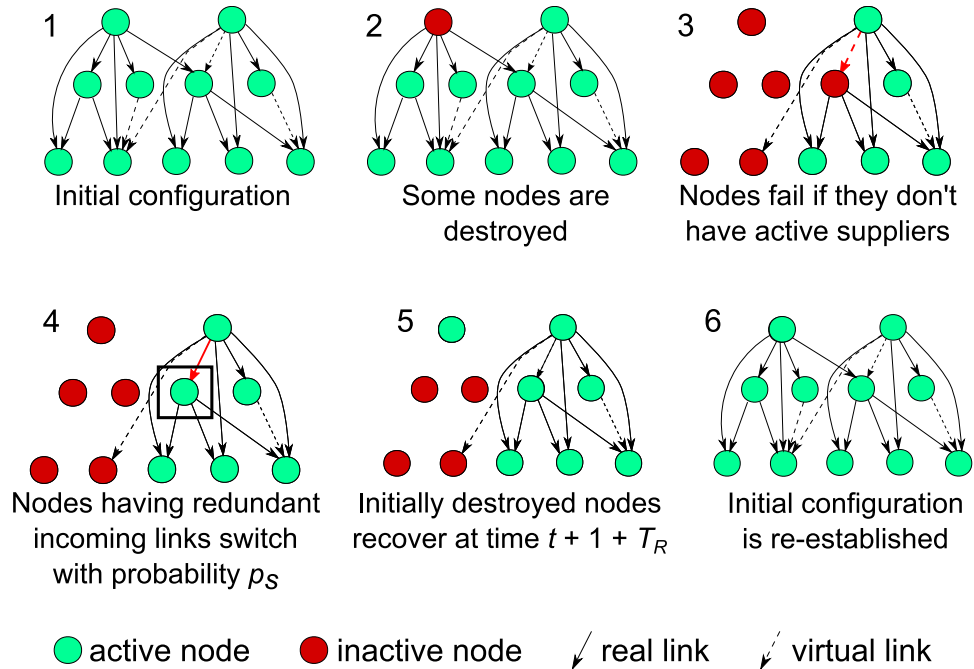 1
Initial configuration
2
Some nodes are
destroyed
3
Nodes fail if they don't
have active suppliers
4
Nodes having redundant
incoming links switch
with probability pS
5
Initially destroyed nodes
recover at time t + 1 + TR
6
Initial configuration
is re-established
active node
inactive node
real link
virtual link